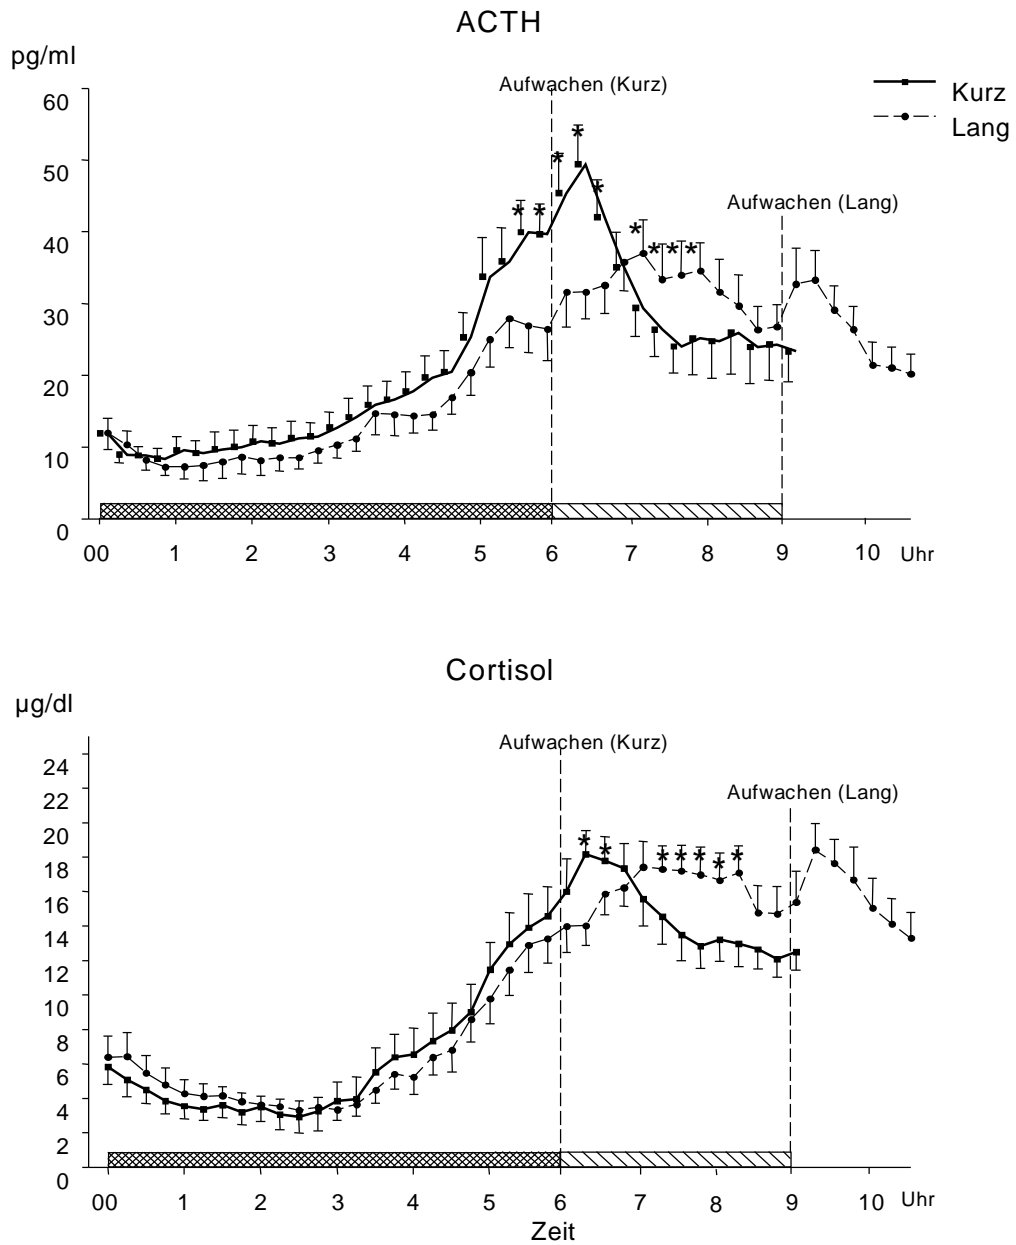 ACTH
pg/ml
Aufwachen (Kurz)
Kurz
Lang
Aufwachen (Lang)
60
50
40
30
20
10
0
00 1 2 3 4 5 6 7 8 9 10 Uhr
* * * * * * * * *
Cortisol
µg/dl
Aufwachen (Kurz)
Aufwachen (Lang)
24
22
20
18
16
14
12
10
8
6
4
2
0
* * * * * * *
00 1 2 3 4 5 6 7 8 9 10 Uhr
Zeit